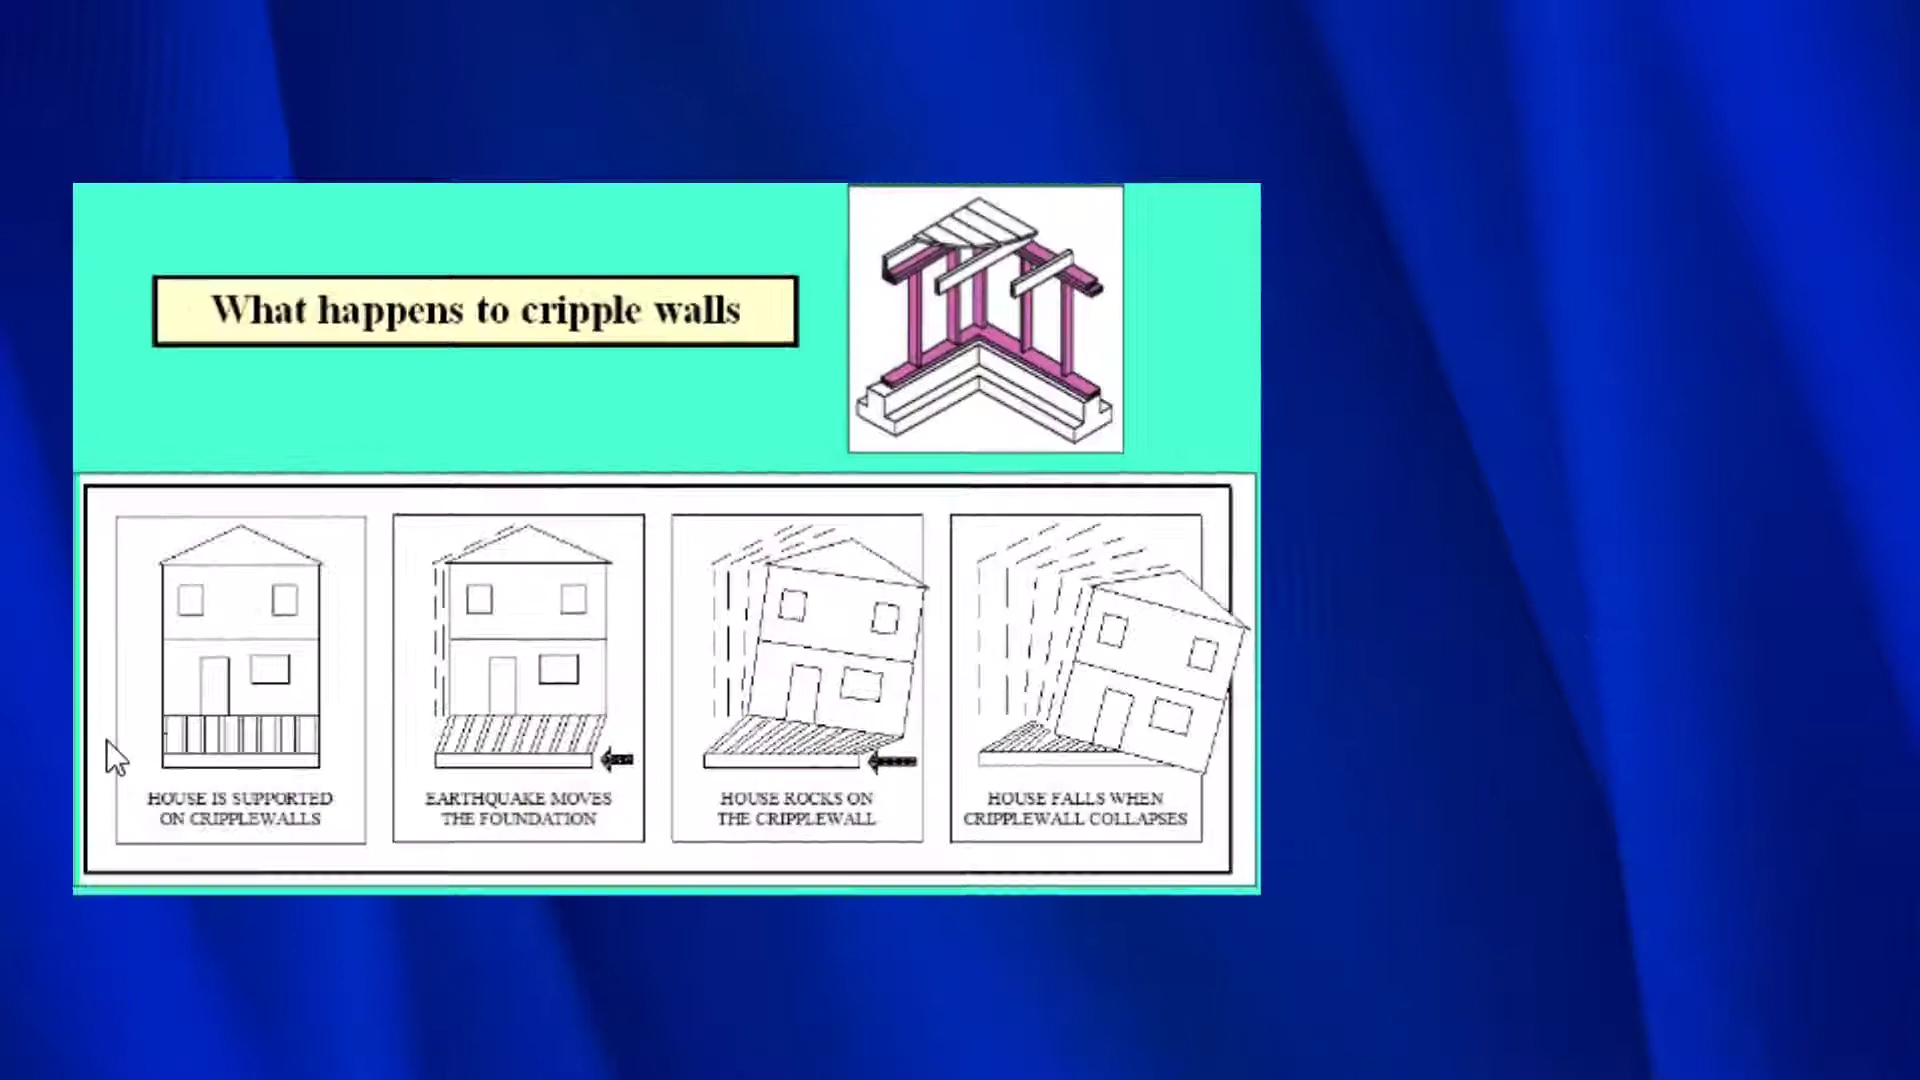 What happens to cripple walls
HOUSE IS SUPPORTED
ON CRIPPLEWALLS
EARTHQUAKE MOVES
THE FOUNDATION
HOUSE ROCKS ON
THE CRIPPLEWALL
HOUSE FALLS WHEN
CRIPPLEWALL COLLAPSES